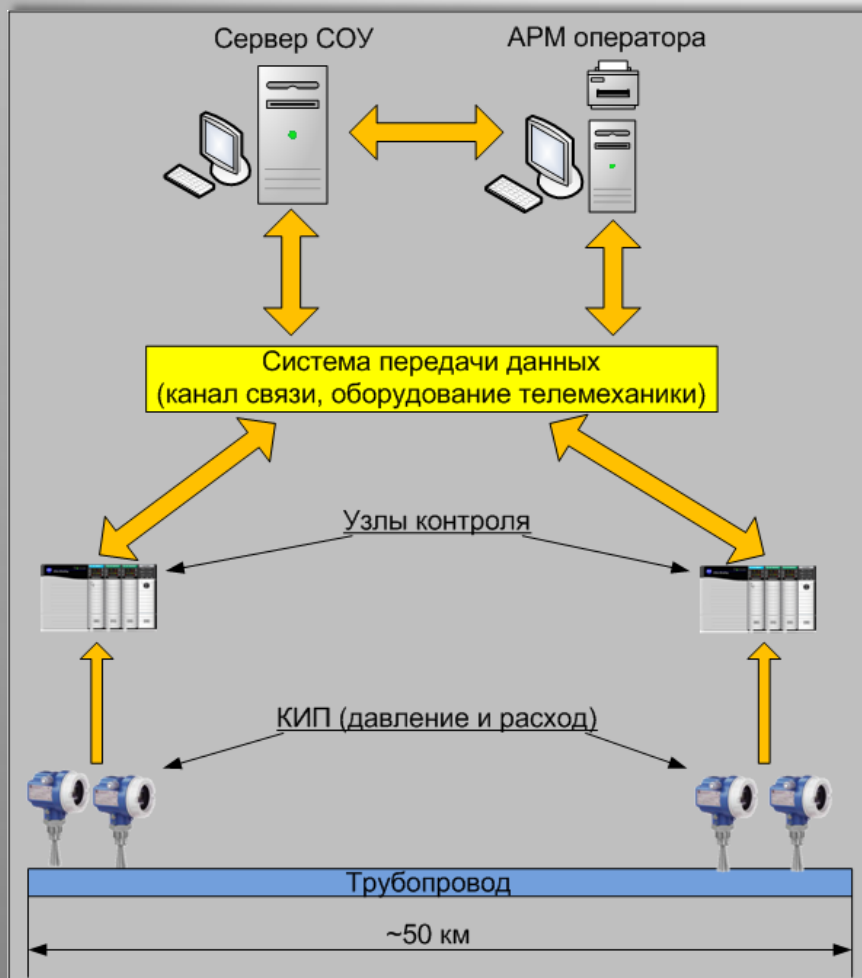 Сервер СОУ
АРМ оператора
Система передачи данных
(канал связи, оборудование телемеханики)
Узлы контроля
КИП (давление и расход)
Трубопровод
~50 км